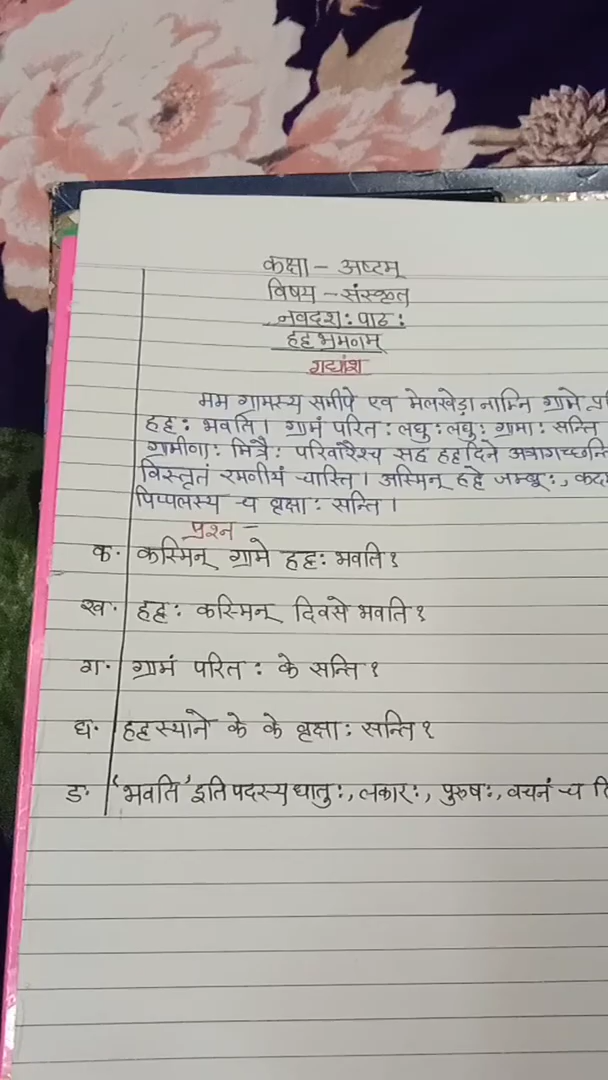 कक्षा - अष्टम्
विषय - संस्कृत
नवदश: पाठ:
हट्टभ्रमणम्
गद्यांश
मम ग्रामस्य समीपे एव मेलखेड़ा नाम्नि ग्रामे
हट्ट: भवति। ग्रामं परित: लघु: लघु: ग्रामा: सन्ति
ग्रामीणा: मित्रै: परिवारैश्च सह हट्टदिने अत्रागच्छन्ति
विस्तृतं रमणीयं चास्ति। अस्मिन् हट्टे जम्बू:,
पिप्पलस्य च वृक्षा: सन्ति।
प्रश्न -
क. कस्मिन् ग्रामे हट्ट: भवति?
ख. हट्ट: कस्मिन् दिवसे भवति?
ग. ग्रामं परित: के सन्ति?
घ. हट्टस्थाने के के वृक्षा: सन्ति?
ङ. 'भवति' इति पदस्य धातु:, लकार:, पुरुष:, वचनं च